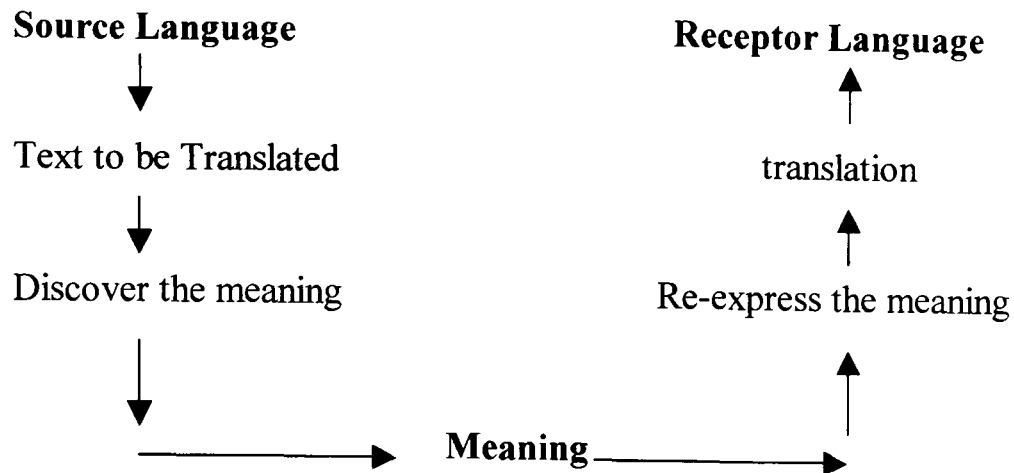 Source Language
Receptor Language
Text to be Translated
translation
Discover the meaning
Re-express the meaning
Meaning